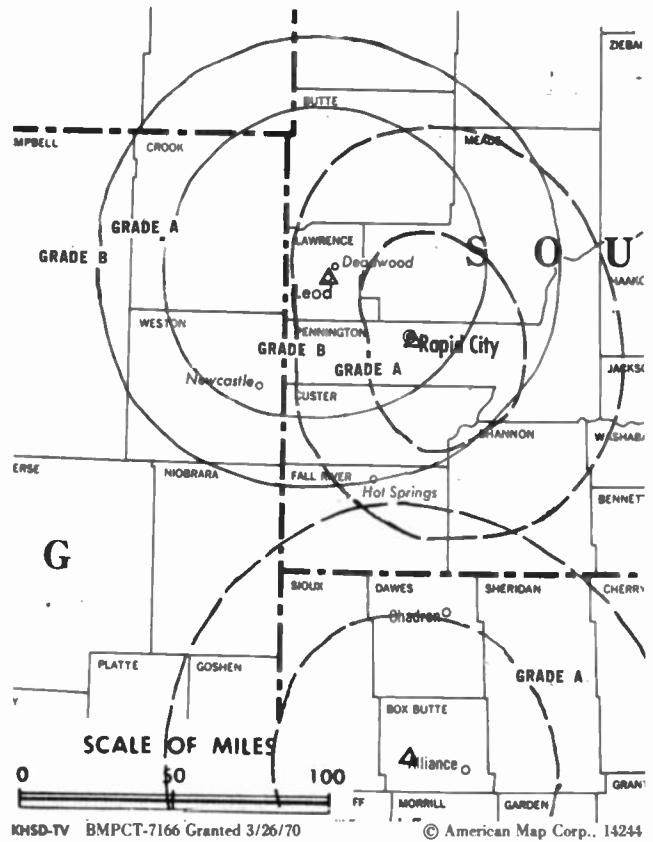 ZIEBA
BUTTE
MEADE
MPBELL
CROOK
GRADE A
GRADE B
LAWRENCE
Deadwood
Lead
S O U
HAAKO
WESTON
PENNINGTON
GRADE B
Rapid City
GRADE A
JACKS
Newcastle
CUSTER
SHANNON
WASHABA
ERSE
NIOBRARA
FALL RIVER
Hot Springs
BENNET
G
SIOUX
DAWES
SHERIDAN
CHERRY
Chadron
PLATTE
GOSHEN
GRADE A
Y
BOX BUTTE
SCALE OF MILES
Alliance
0 50 100
FF
MORRILL
GARDEN
GRANT
KHSD-TV BMPCT-7166 Granted 3/26/70
© American Map Corp., 14244